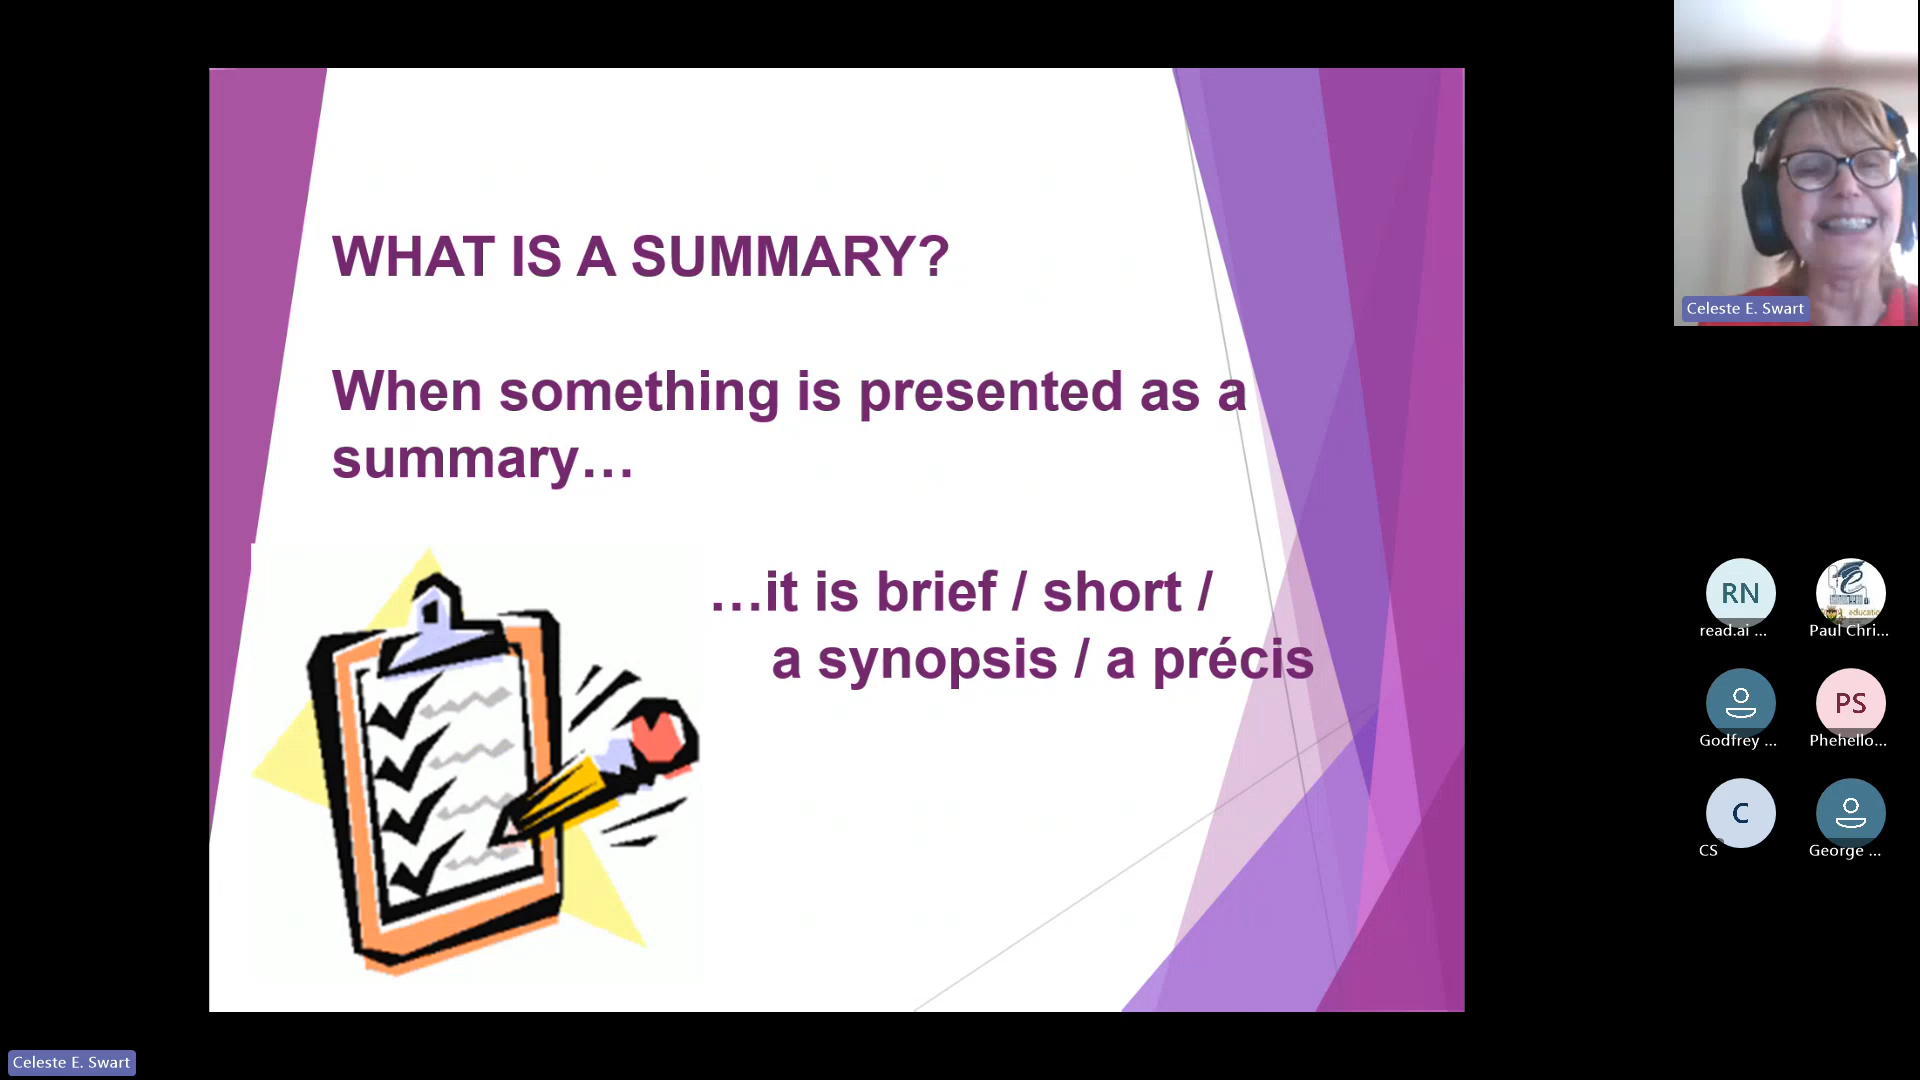 WHAT IS A SUMMARY?
When something is presented as a
summary…
…it is brief / short /
a synopsis / a précis
Celeste E. Swart
RN
read.ai ...
Paul Chri...
Godfrey ...
PS
Phehello...
C
CS
George ...
Celeste E. Swart